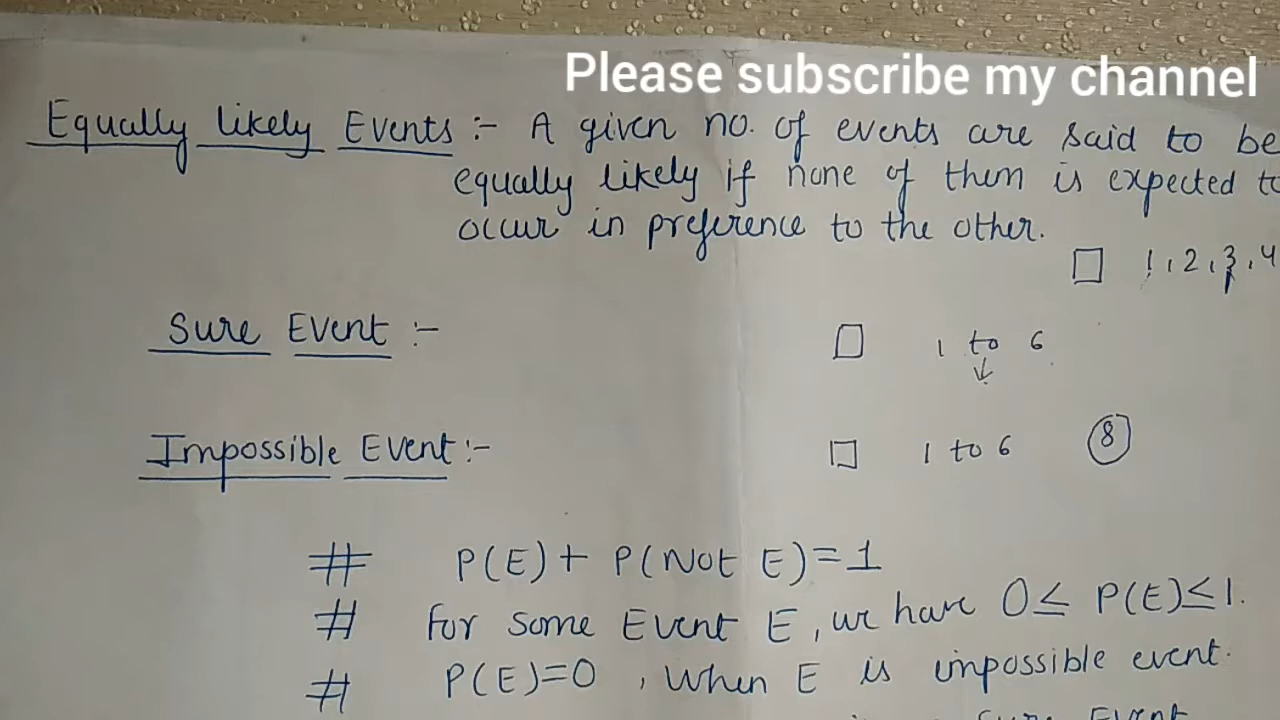 Please subscribe my channel
Equally likely Events :- A given no. of events are said to be
equally likely if none of them is expected to
occur in preference to the other.
1, 2, 3, 4
Sure Event :- 1 to 6
Impossible Event :- 1 to 6 8
# P(E) + P(Not E) = 1
# For some Event E, we have 0 ≤ P(E) ≤ 1.
# P(E) = 0, When E is impossible event.
Sure Event